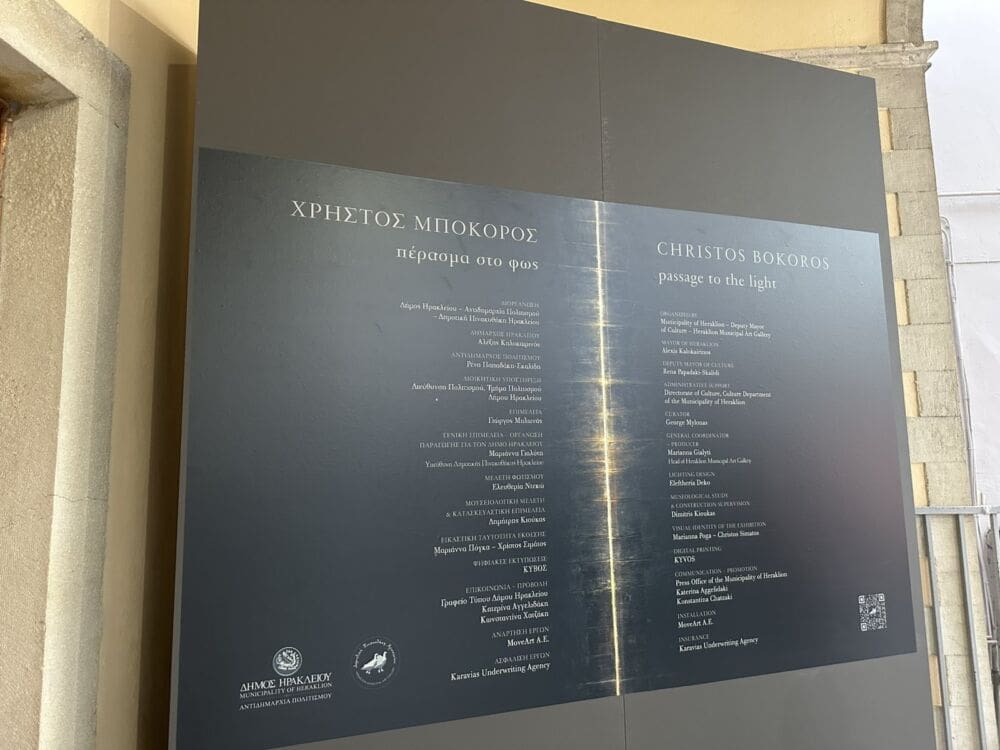 ΧΡΗΣΤΟΣ ΜΠΟΚΟΡΟΣ
πέρασμα στο φως
ΔΙΟΡΓΑΝΩΣΗ
Δήμος Ηρακλείου – Αντιδημαρχία Πολιτισμού
– Δημοτική Πινακοθήκη Ηρακλείου
ΔΗΜΑΡΧΟΣ ΗΡΑΚΛΕΙΟΥ
Αλέξης Καλοκαιρινός
ΑΝΤΙΔΗΜΑΡΧΟΣ ΠΟΛΙΤΙΣΜΟΥ
Ρένα Παπαδάκη-Σκαλίδη
ΔΙΟΙΚΗΤΙΚΗ ΥΠΟΣΤΗΡΙΞΗ
Διεύθυνση Πολιτισμού, Τμήμα Πολιτισμού
Δήμου Ηρακλείου
ΕΠΙΜΕΛΕΙΑ
Γιώργος Μυλωνάς
ΓΕΝΙΚΗ ΕΠΙΜΕΛΕΙΑ – ΟΡΓΑΝΩΣΗ
ΠΑΡΑΓΩΓΗΣ ΓΙΑ ΤΟΝ ΔΗΜΟ ΗΡΑΚΛΕΙΟΥ
Μαριάννα Γιαλύτη
Υπεύθυνη Δημοτικής Πινακοθήκης Ηρακλείου
ΜΕΛΕΤΗ ΦΩΤΙΣΜΟΥ
Ελευθερία Ντεκώ
ΜΟΥΣΕΙΟΛΟΓΙΚΗ ΜΕΛΕΤΗ
& ΚΑΤΑΣΚΕΥΑΣΤΙΚΗ ΕΠΙΜΕΛΕΙΑ
Δημήτρης Κιούκας
ΕΙΚΑΣΤΙΚΗ ΤΑΥΤΟΤΗΤΑ ΕΚΘΕΣΗΣ
Μαριάννα Πόγκα – Χρίστος Σιμάτος
ΨΗΦΙΑΚΕΣ ΕΚΤΥΠΩΣΕΙΣ
ΚΥΒΟΣ
ΕΠΙΚΟΙΝΩΝΙΑ – ΠΡΟΒΟΛΗ
Γραφείο Τύπου Δήμου Ηρακλείου
Κατερίνα Αγγελιδάκη
Κωνσταντίνα Χατζάκη
ΑΝΑΡΤΗΣΗ ΕΡΓΩΝ
MoveArt A.E.
ΑΣΦΑΛΙΣΗ ΕΡΓΩΝ
Karavias Underwriting Agency
ΔΗΜΟΣ ΗΡΑΚΛΕΙΟΥ
MUNICIPALITY OF HERAKLION
ΑΝΤΙΔΗΜΑΡΧΙΑ ΠΟΛΙΤΙΣΜΟΥ
CHRISTOS BOKOROS
passage to the light
ORGANIZED BY
Municipality of Heraklion – Deputy Mayor
of Culture – Heraklion Municipal Art Gallery
MAYOR OF HERAKLION
Alexis Kalokairinos
DEPUTY MAYOR OF CULTURE
Rena Papadaki-Skalidi
ADMINISTRATIVE SUPPORT
Directorate of Culture, Culture Department
of the Municipality of Heraklion
CURATOR
George Mylonas
GENERAL COORDINATOR
– PRODUCER
Marianna Gialyti
Head of Heraklion Municipal Art Gallery
LIGHTING DESIGN
Eleftheria Deko
MUSEOLOGICAL STUDY
& CONSTRUCTION SUPERVISION
Dimitris Kioukas
VISUAL IDENTITY OF THE EXHIBITION
Marianna Poga – Christos Simatos
DIGITAL PRINTING
KYVOS
COMMUNICATION – PROMOTION
Press Office of the Municipality of Heraklion
Katerina Aggelidaki
Konstantina Chatzaki
INSTALLATION
MoveArt A.E.
INSURANCE
Karavias Underwriting Agency